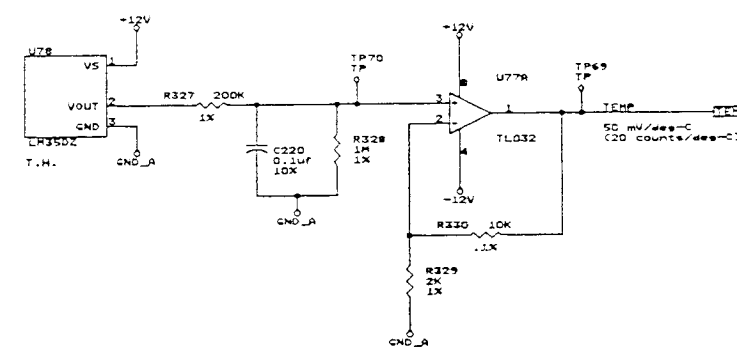 +12V
U78
VS
1
VOUT
2
GND
3
LM35DZ
T.H.
GND_A
R327
200K
1%
C220
0.1uf
10%
R328
1M
1%
GND_A
TP70
TP
+12V
8
3
+
2
-
1
U77A
TL032
4
-12V
R330
10K
.1%
R329
2K
1%
GND_A
TP69
TP
TEMP
50 mV/deg-C
(20 counts/deg-C)